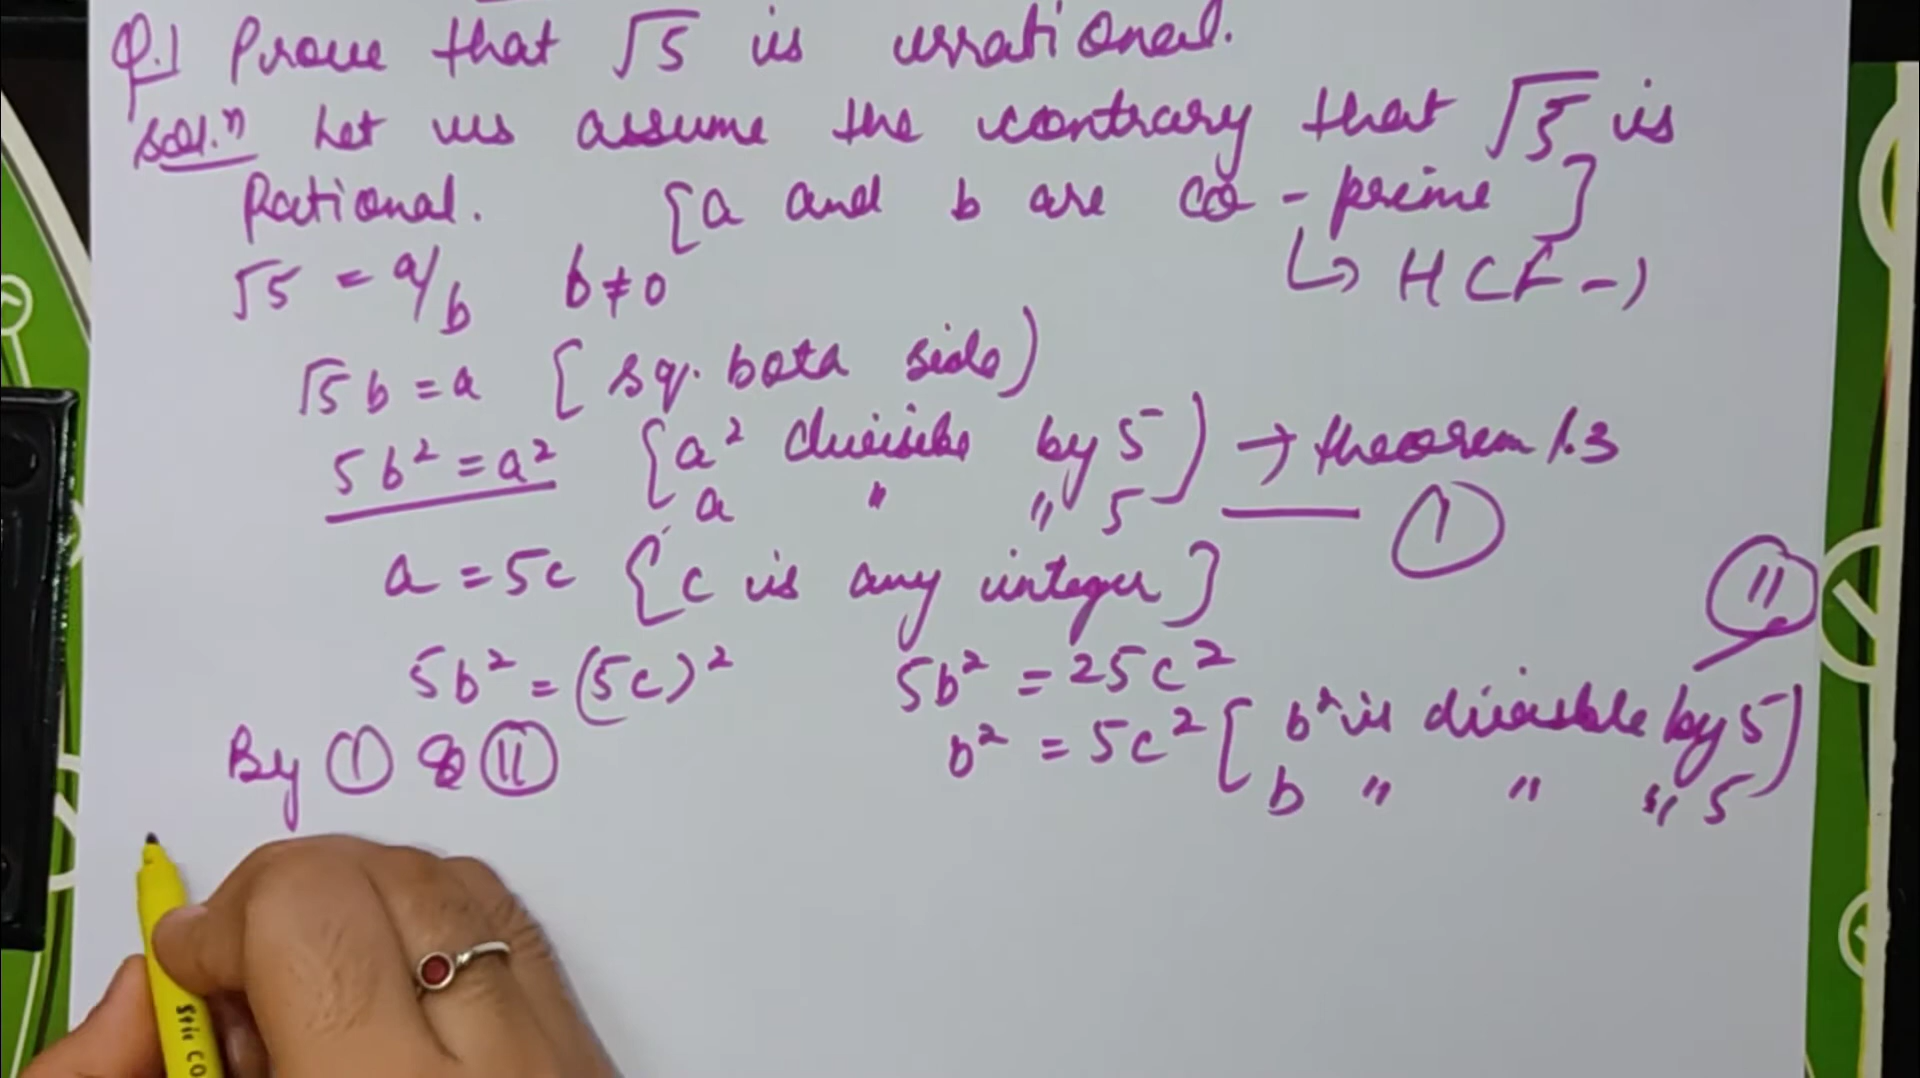 Q.1 Prove that √5 is irrational.
Sol.ⁿ Let us assume the contrary that √5 is
Rational. [a and b are co-prime]
↳ HCF-1
√5 = a/b b≠0
√5 b = a [sq. both side)
5b² = a² [a² divisible by 5) → theorem 1.3
a " " 5 ①
a = 5c {c is any integer]
11
5b² = (5c)² 5b² = 25c²
b² = 5c² [b² is divisible by 5)
By ① & ⑪ b " " " 5
Stic CO